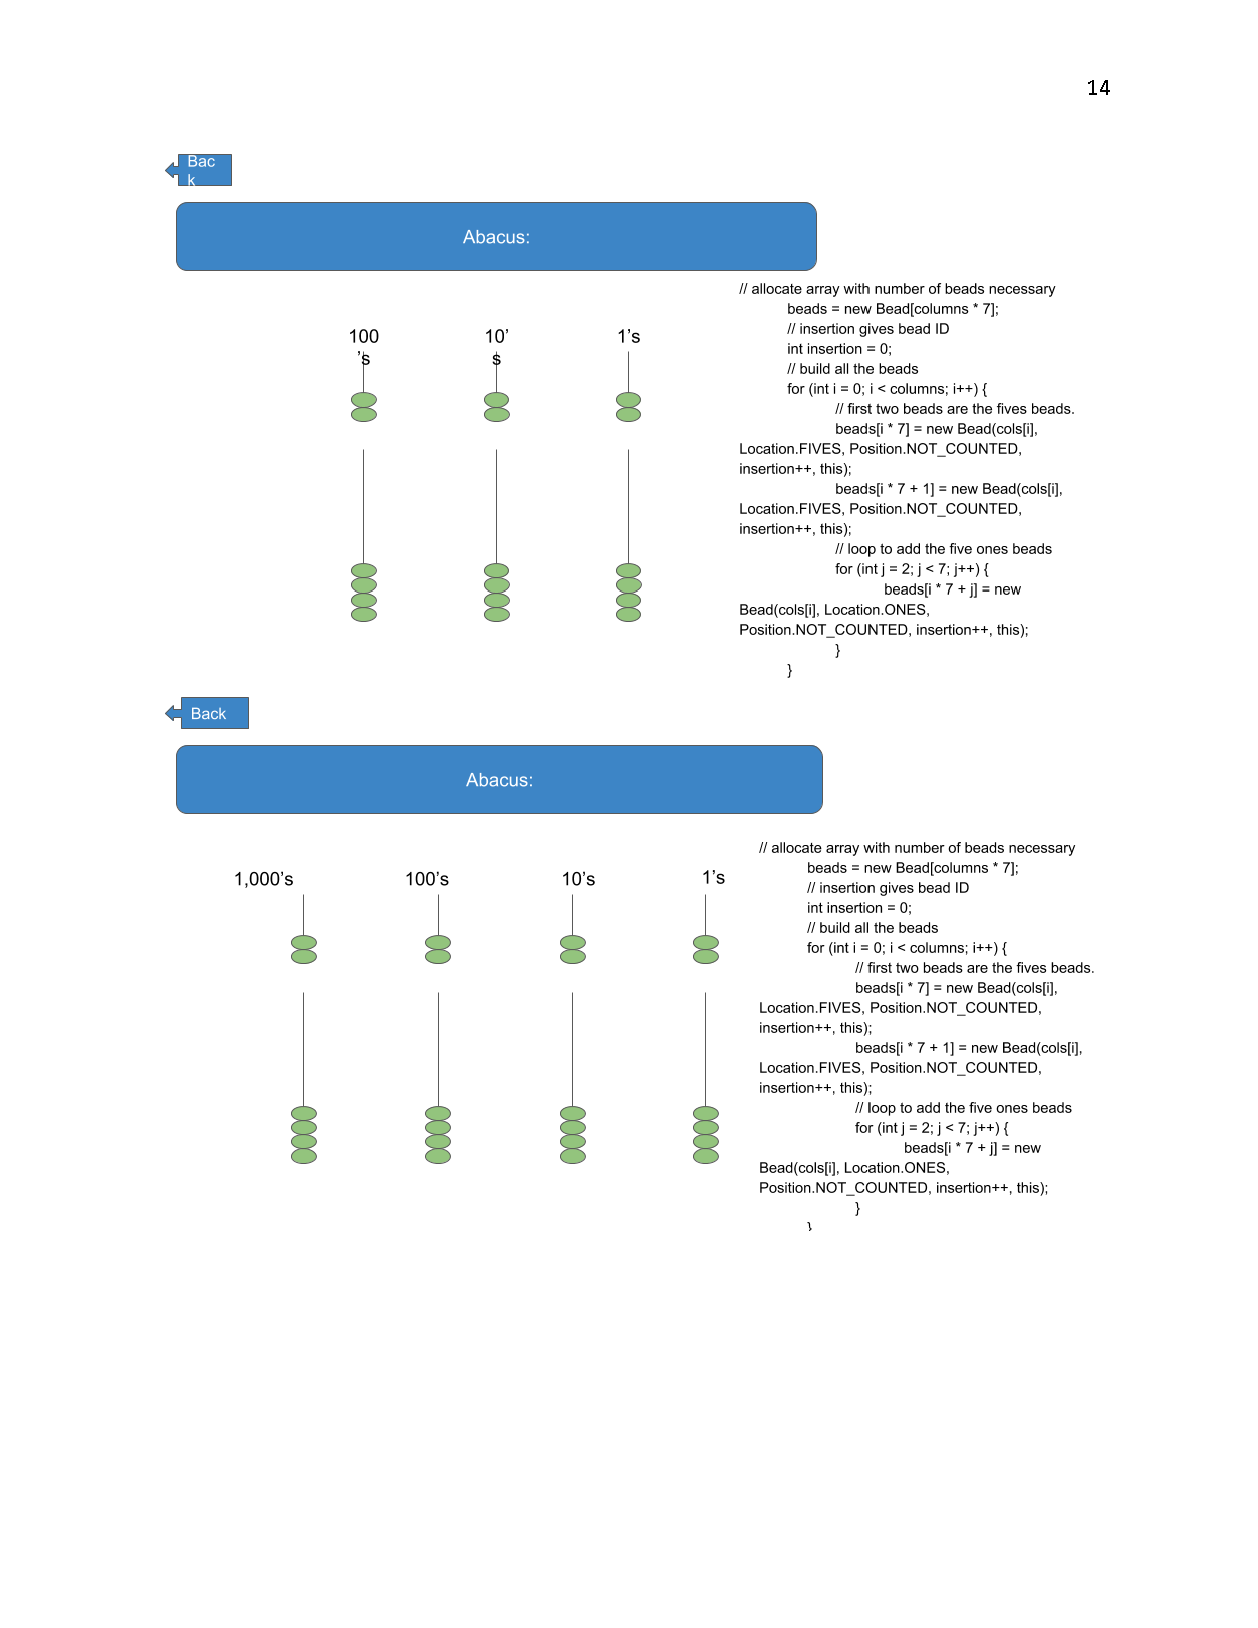 14
Bac
k
Abacus:
100
's
10'
s
1's
// allocate array with number of beads necessary
beads = new Bead[columns * 7];
// insertion gives bead ID
int insertion = 0;
// build all the beads
for (int i = 0; i < columns; i++) {
// first two beads are the fives beads.
beads[i * 7] = new Bead(cols[i],
Location.FIVES, Position.NOT_COUNTED,
insertion++, this);
beads[i * 7 + 1] = new Bead(cols[i],
Location.FIVES, Position.NOT_COUNTED,
insertion++, this);
// loop to add the five ones beads
for (int j = 2; j < 7; j++) {
beads[i * 7 + j] = new
Bead(cols[i], Location.ONES,
Position.NOT_COUNTED, insertion++, this);
}
}
Back
Abacus:
1,000's
100's
10's
1's
// allocate array with number of beads necessary
beads = new Bead[columns * 7];
// insertion gives bead ID
int insertion = 0;
// build all the beads
for (int i = 0; i < columns; i++) {
// first two beads are the fives beads.
beads[i * 7] = new Bead(cols[i],
Location.FIVES, Position.NOT_COUNTED,
insertion++, this);
beads[i * 7 + 1] = new Bead(cols[i],
Location.FIVES, Position.NOT_COUNTED,
insertion++, this);
// loop to add the five ones beads
for (int j = 2; j < 7; j++) {
beads[i * 7 + j] = new
Bead(cols[i], Location.ONES,
Position.NOT_COUNTED, insertion++, this);
}
}